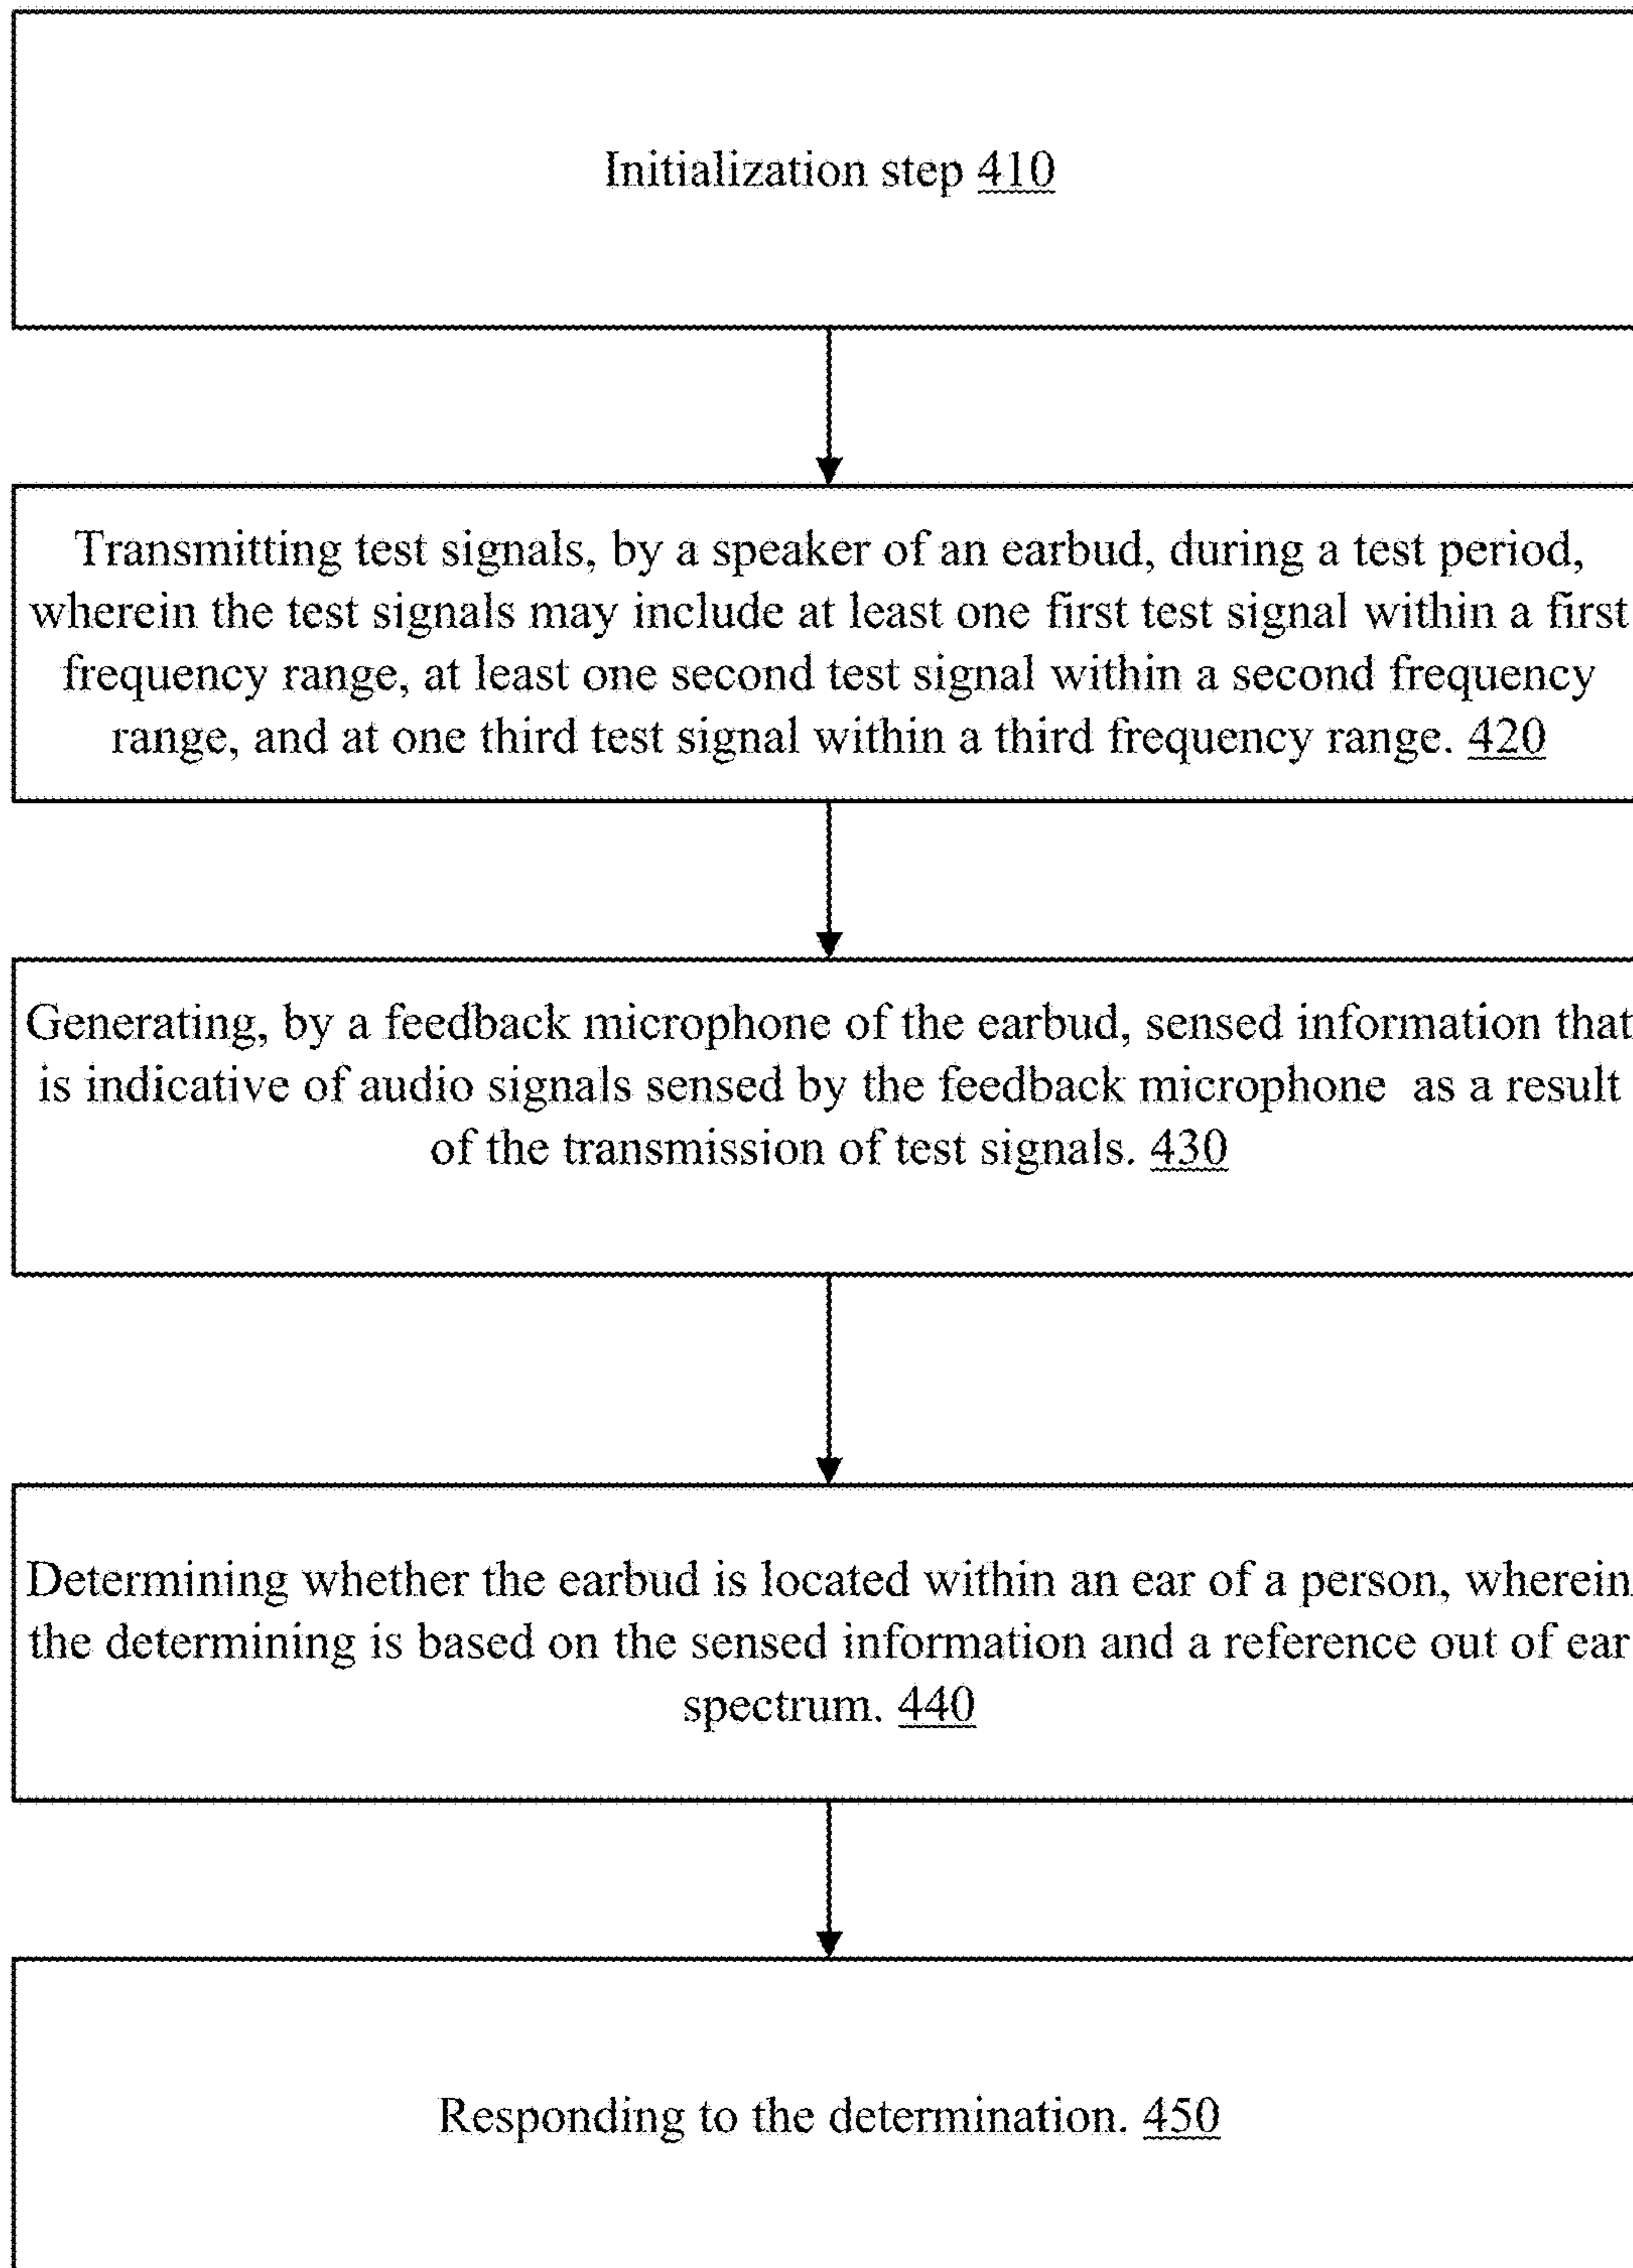 Initialization step 410
Transmitting test signals, by a speaker of an earbud, during a test period,
wherein the test signals may include at least one first test signal within a first
frequency range, at least one second test signal within a second frequency
range, and at one third test signal within a third frequency range. 420
Generating, by a feedback microphone of the earbud, sensed information that
is indicative of audio signals sensed by the feedback microphone as a result
of the transmission of test signals. 430
Determining whether the earbud is located within an ear of a person, wherein
the determining is based on the sensed information and a reference out of ear
spectrum. 440
Responding to the determination. 450